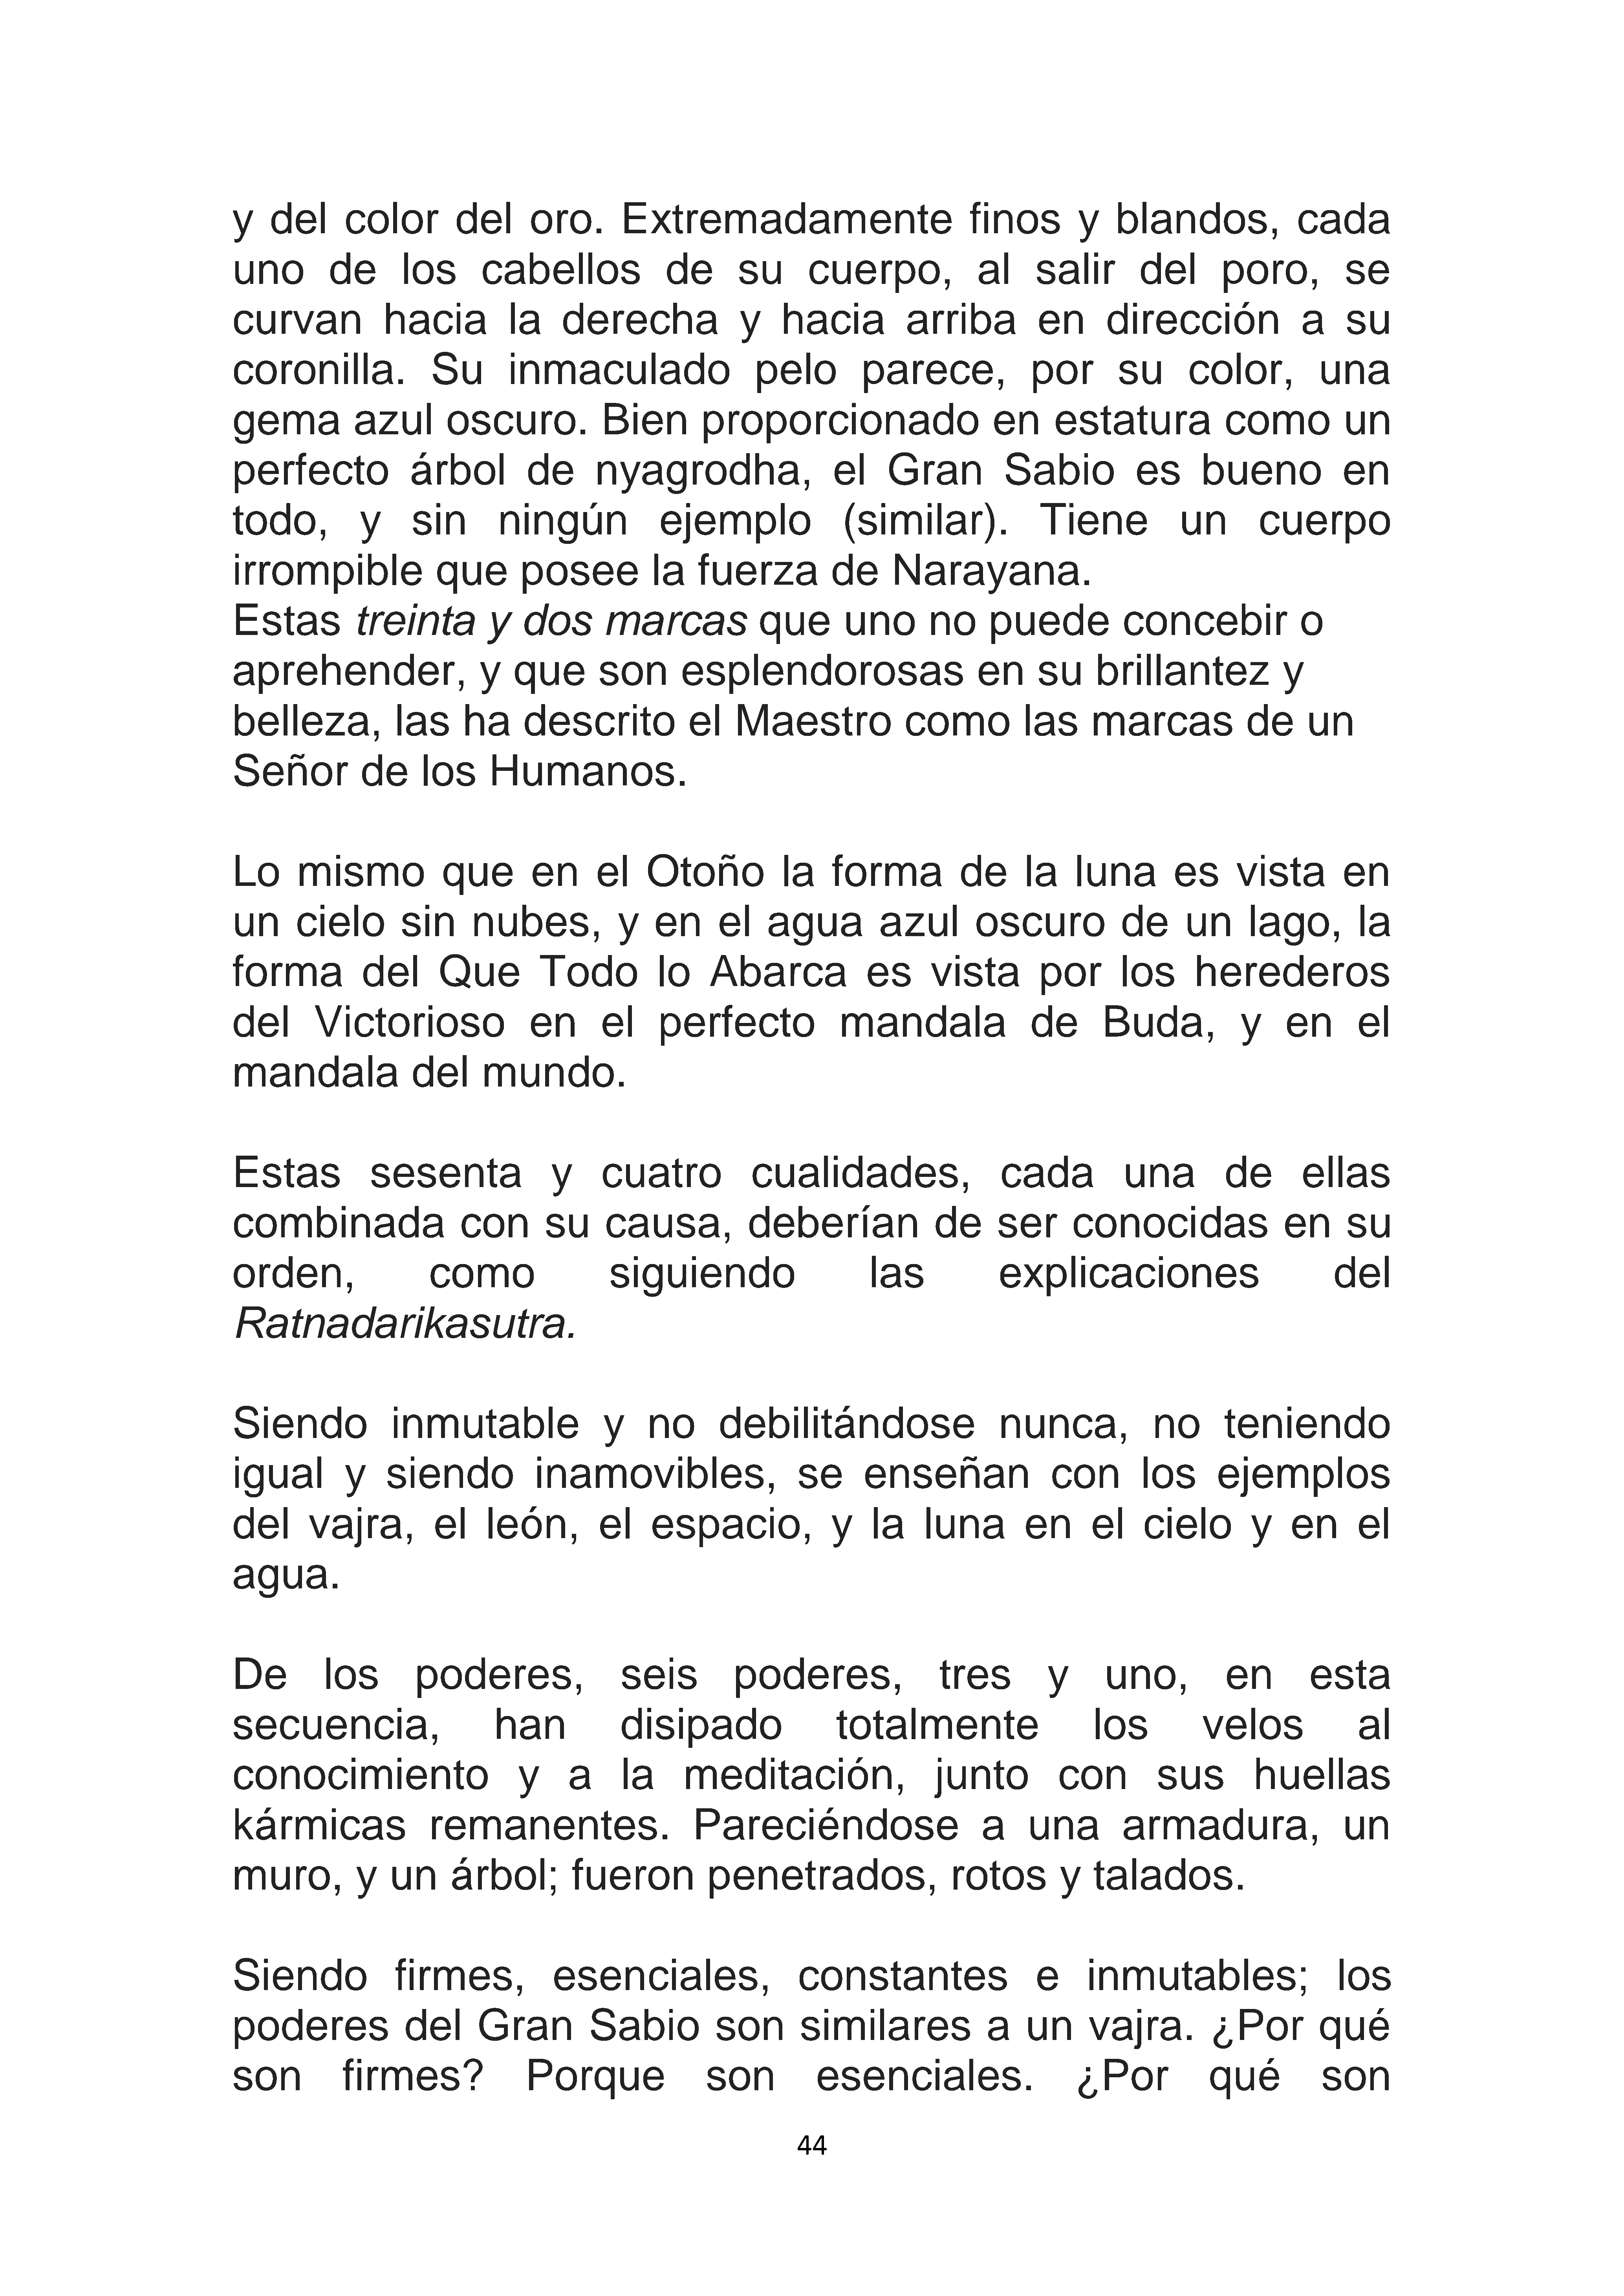 y del color del oro. Extremadamente finos y blandos, cada
uno de los cabellos de su cuerpo, al salir del poro, se
curvan hacia la derecha y hacia arriba en dirección a su
coronilla. Su inmaculado pelo parece, por su color, una
gema azul oscuro. Bien proporcionado en estatura como un
perfecto árbol de nyagrodha, el Gran Sabio es bueno en
todo, y sin ningún ejemplo (similar). Tiene un cuerpo
irrompible que posee la fuerza de Narayana.
Estas treinta y dos marcas que uno no puede concebir o
aprehender, y que son esplendorosas en su brillantez y
belleza, las ha descrito el Maestro como las marcas de un
Señor de los Humanos.
Lo mismo que en el Otoño la forma de la luna es vista en
un cielo sin nubes, y en el agua azul oscuro de un lago, la
forma del Que Todo lo Abarca es vista por los herederos
del Victorioso en el perfecto mandala de Buda, y en el
mandala del mundo.
Estas sesenta y cuatro cualidades, cada una de ellas
combinada con su causa, deberían de ser conocidas en su
orden, como siguiendo las explicaciones del
Ratnadarikasutra.
Siendo inmutable y no debilitándose nunca, no teniendo
igual y siendo inamovibles, se enseñan con los ejemplos
del vajra, el león, el espacio, y la luna en el cielo y en el
agua.
De los poderes, seis poderes, tres y uno, en esta
secuencia, han disipado totalmente los velos al
conocimiento y a la meditación, junto con sus huellas
kármicas remanentes. Pareciéndose a una armadura, un
muro, y un árbol; fueron penetrados, rotos y talados.
Siendo firmes, esenciales, constantes e inmutables; los
poderes del Gran Sabio son similares a un vajra. ¿Por qué
son firmes? Porque son esenciales. ¿Por qué son
44